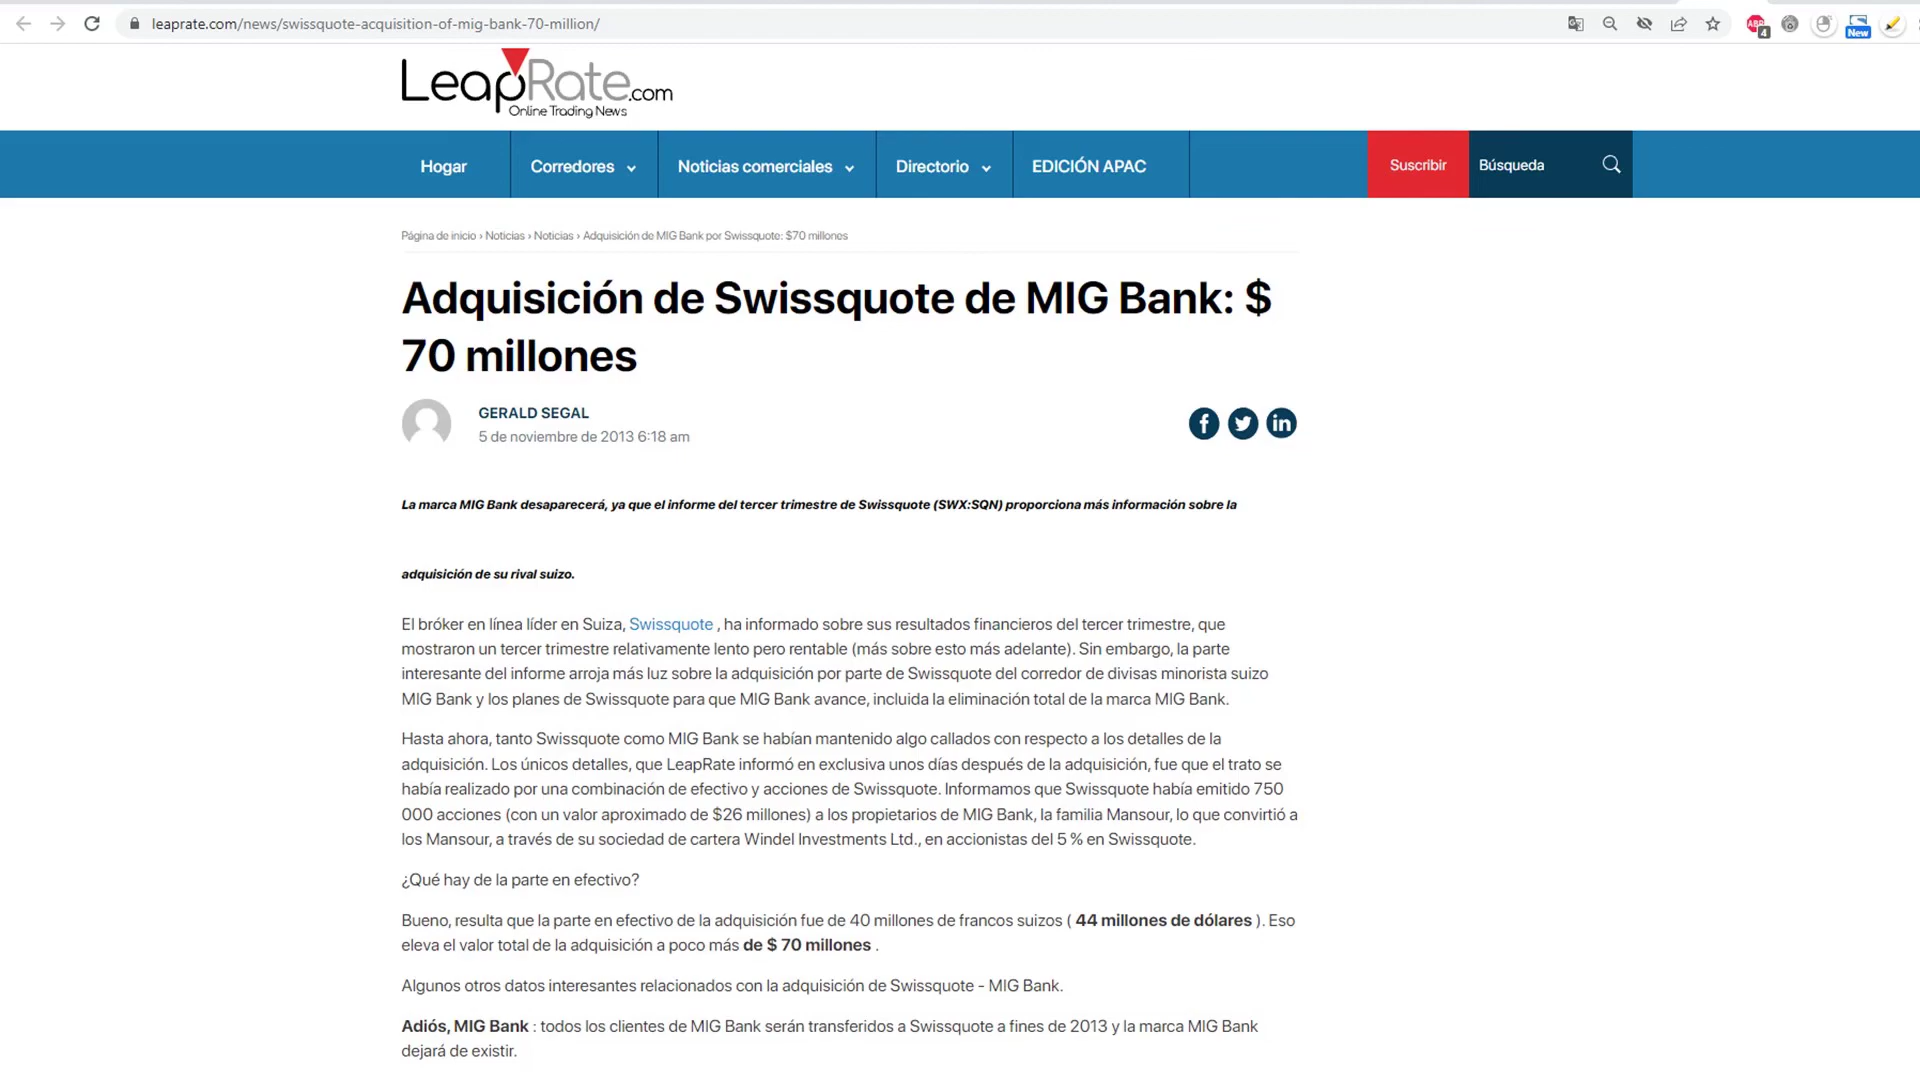 leaprate.com/news/swissquote-acquisition-of-mig-bank-70-million/
ABP
4
New
LeapRate.com
Online Trading News
Hogar
Corredores
Noticias comerciales
Directorio
EDICIÓN APAC
Suscribir
Búsqueda
Página de inicio › Noticias › Noticias › Adquisición de MIG Bank por Swissquote: $70 millones
Adquisición de Swissquote de MIG Bank: $
70 millones
GERALD SEGAL
5 de noviembre de 2013 6:18 am
La marca MIG Bank desaparecerá, ya que el informe del tercer trimestre de Swissquote (SWX:SQN) proporciona más información sobre la
adquisición de su rival suizo.
El bróker en línea líder en Suiza, Swissquote , ha informado sobre sus resultados financieros del tercer trimestre, que
mostraron un tercer trimestre relativamente lento pero rentable (más sobre esto más adelante). Sin embargo, la parte
interesante del informe arroja más luz sobre la adquisición por parte de Swissquote del corredor de divisas minorista suizo
MIG Bank y los planes de Swissquote para que MIG Bank avance, incluida la eliminación total de la marca MIG Bank.
Hasta ahora, tanto Swissquote como MIG Bank se habían mantenido algo callados con respecto a los detalles de la
adquisición. Los únicos detalles, que LeapRate informó en exclusiva unos días después de la adquisición, fue que el trato se
había realizado por una combinación de efectivo y acciones de Swissquote. Informamos que Swissquote había emitido 750
000 acciones (con un valor aproximado de $26 millones) a los propietarios de MIG Bank, la familia Mansour, lo que convirtió a
los Mansour, a través de su sociedad de cartera Windel Investments Ltd., en accionistas del 5 % en Swissquote.
¿Qué hay de la parte en efectivo?
Bueno, resulta que la parte en efectivo de la adquisición fue de 40 millones de francos suizos ( 44 millones de dólares ). Eso
eleva el valor total de la adquisición a poco más de $ 70 millones .
Algunos otros datos interesantes relacionados con la adquisición de Swissquote - MIG Bank.
Adiós, MIG Bank : todos los clientes de MIG Bank serán transferidos a Swissquote a fines de 2013 y la marca MIG Bank
dejará de existir.